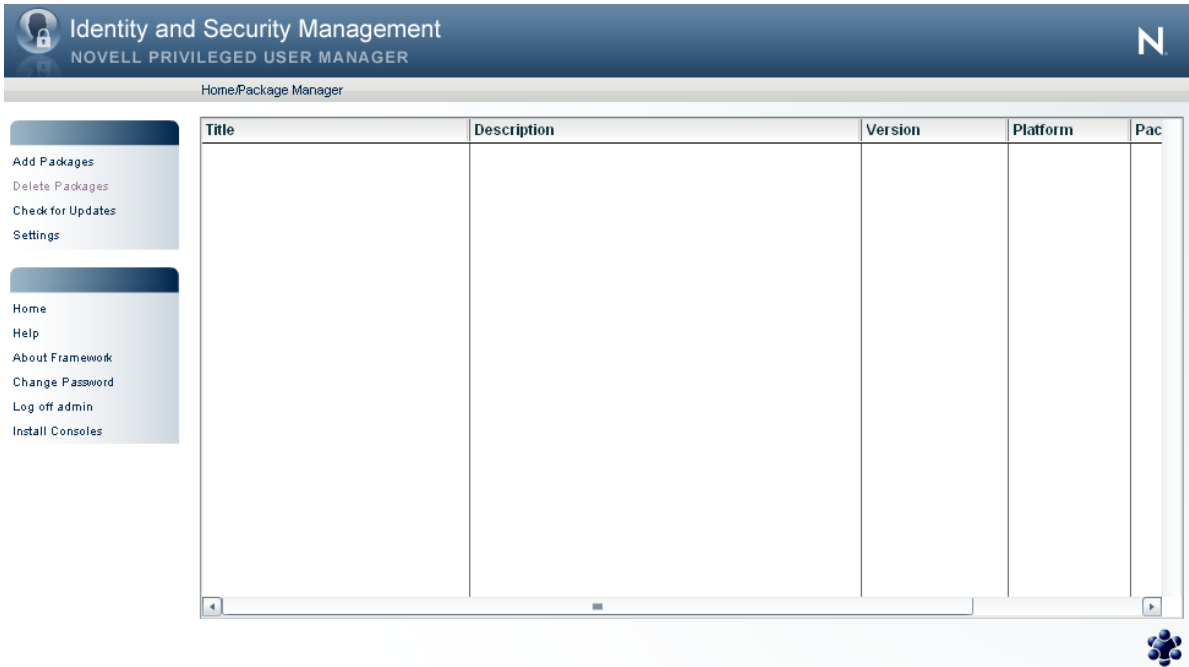 Identity and Security Management
NOVELL PRIVILEGED USER MANAGER
N
Home/Package Manager
Add Packages
Delete Packages
Check for Updates
Settings
Home
Help
About Framework
Change Password
Log off admin
Install Consoles
Title Description Version Platform Pac